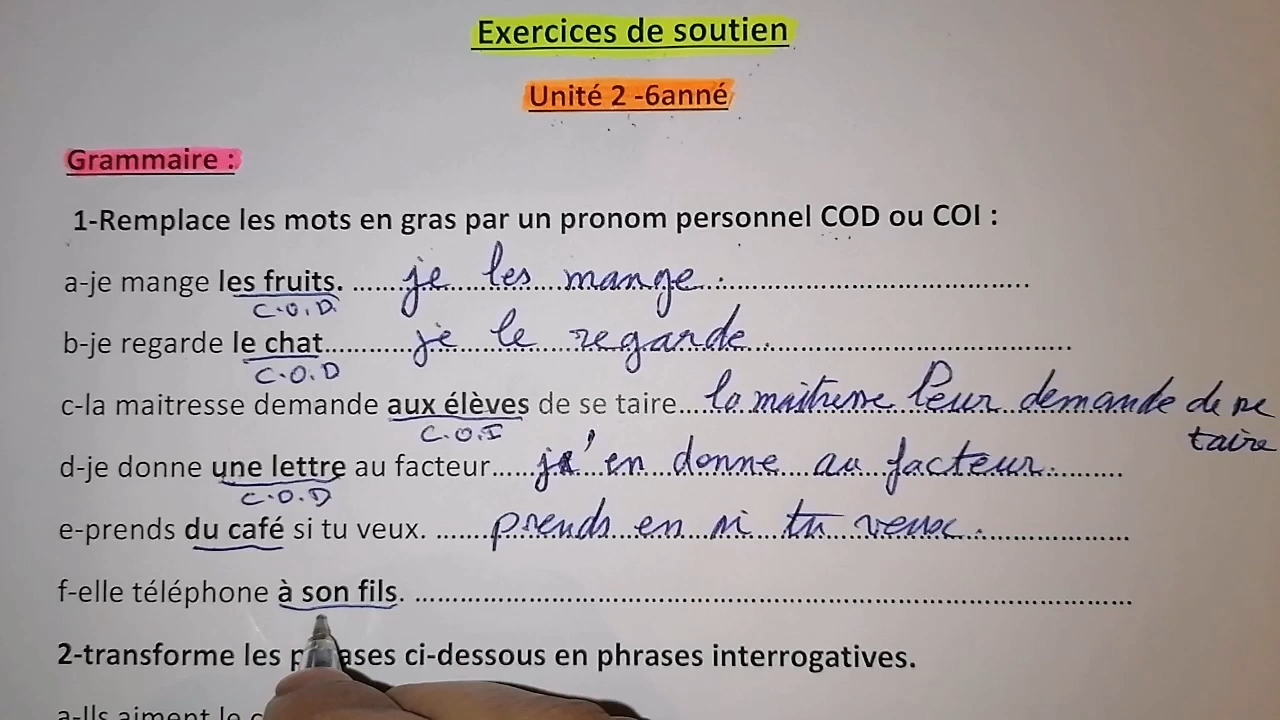 Exercices de soutien
Unité 2 -6anné
Grammaire :
1-Remplace les mots en gras par un pronom personnel COD ou COI :
a-je mange les fruits. ...... je les mange.
C.O.D
b-je regarde le chat........... je le regarde.
C.O.D
c-la maitresse demande aux élèves de se taire... la maitresse leur demande de se
C.O.I
taire
d-je donne une lettre au facteur..... j'en donne au facteur.
C.O.D
e-prends du café si tu veux. ...... prends en si tu veux.
f-elle téléphone à son fils. ......
2-transforme les phrases ci-dessous en phrases interrogatives.
a-Ils aiment le